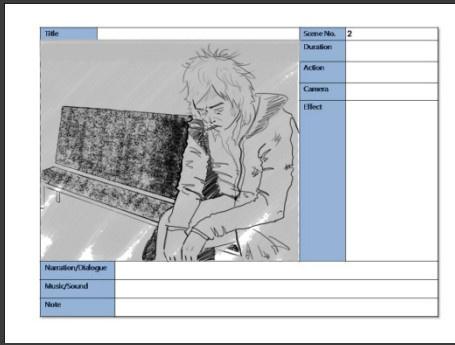 Title
Scene No. 2
Duration
Action
Camera
Effect
Narration/Dialogue
Music/Sound
Note